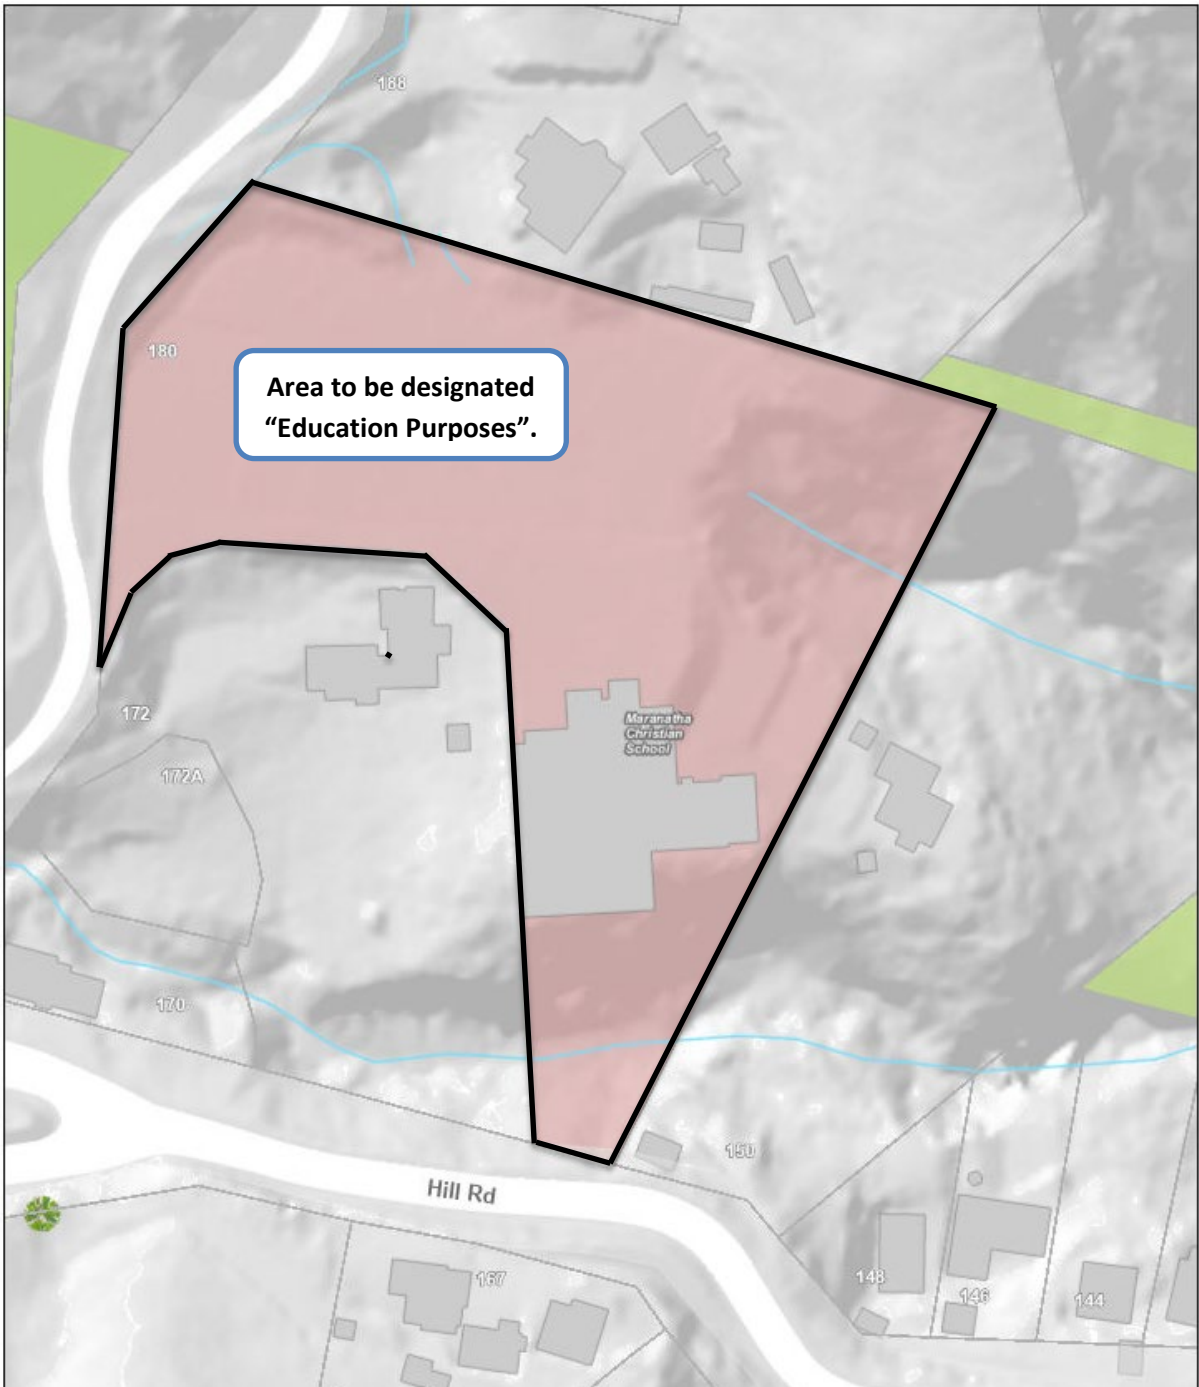 188
180
Area to be designated
“Education Purposes”.
172
Maranatha
Christian
School
172A
170
150
Hill Rd
167
148
146
144